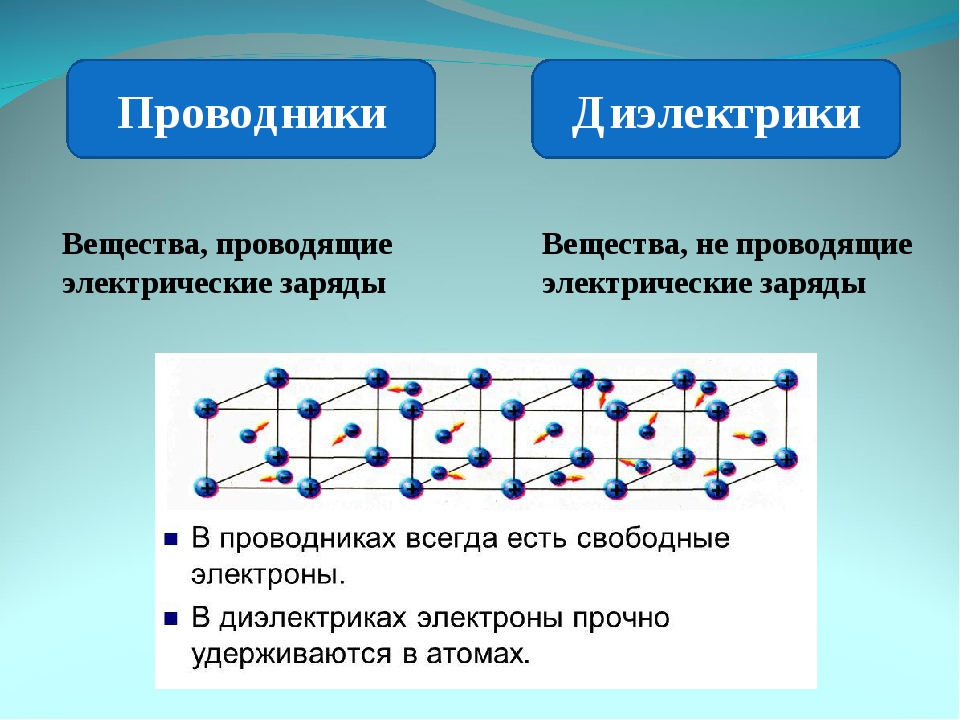 Проводники
Диэлектрики
Вещества, проводящие
электрические заряды
Вещества, не проводящие
электрические заряды
В проводниках всегда есть свободные
электроны.
В диэлектриках электроны прочно
удерживаются в атомах.